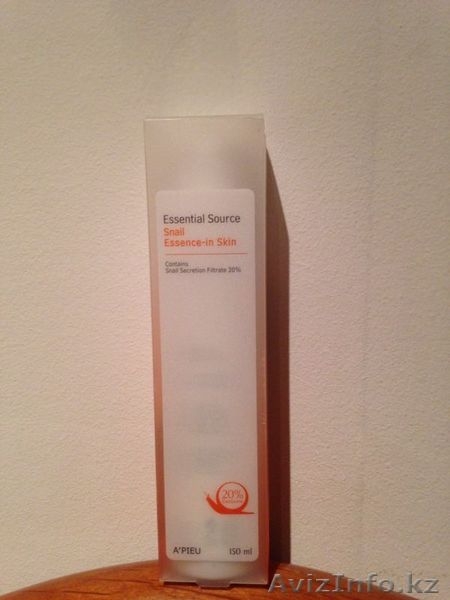 Essential Source
Snail
Essence-in Skin
Contains
Snail Secretion Filtrate 20%
20%
A'PIEU 150 ml
AvizInfo.kz